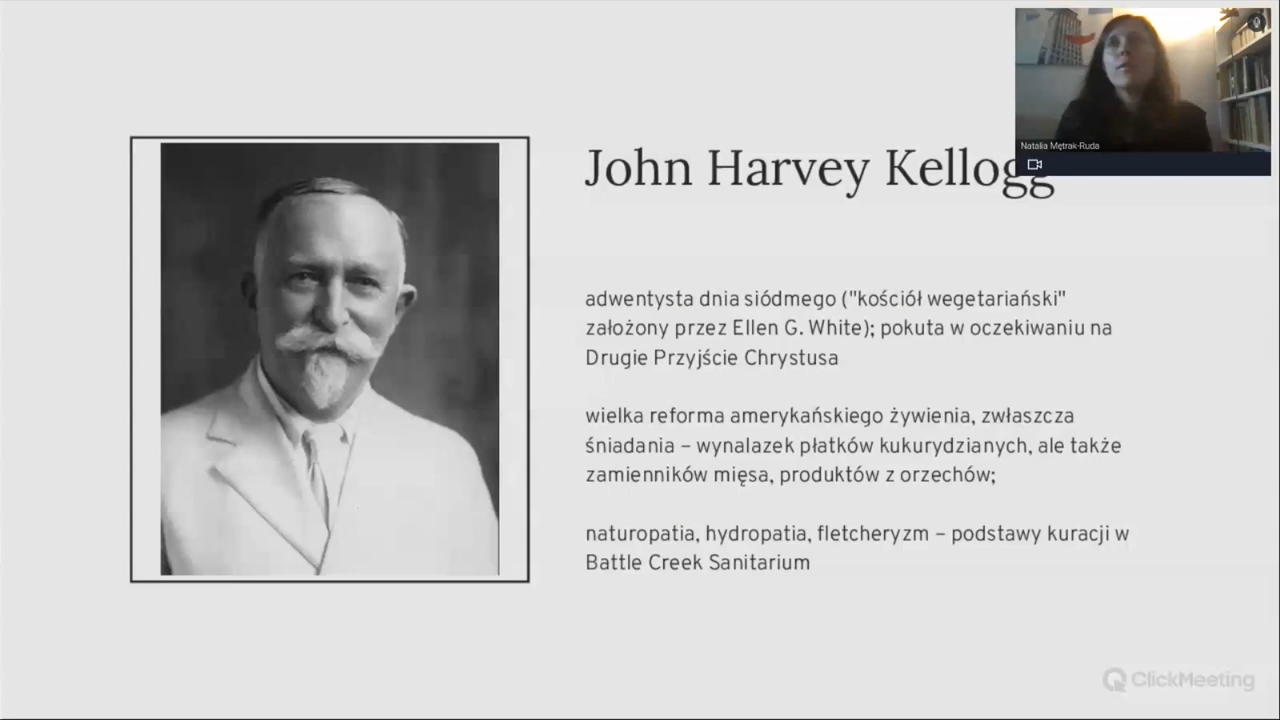 Natalia Mętrak-Ruda
John Harvey Kellogg
adwentysta dnia siódmego ("kościół wegetariański"
założony przez Ellen G. White); pokuta w oczekiwaniu na
Drugie Przyjście Chrystusa
wielka reforma amerykańskiego żywienia, zwłaszcza
śniadania – wynalazek płatków kukurydzianych, ale także
zamienników mięsa, produktów z orzechów;
naturopatia, hydropatia, fletcheryzm – podstawy kuracji w
Battle Creek Sanitarium
ClickMeeting